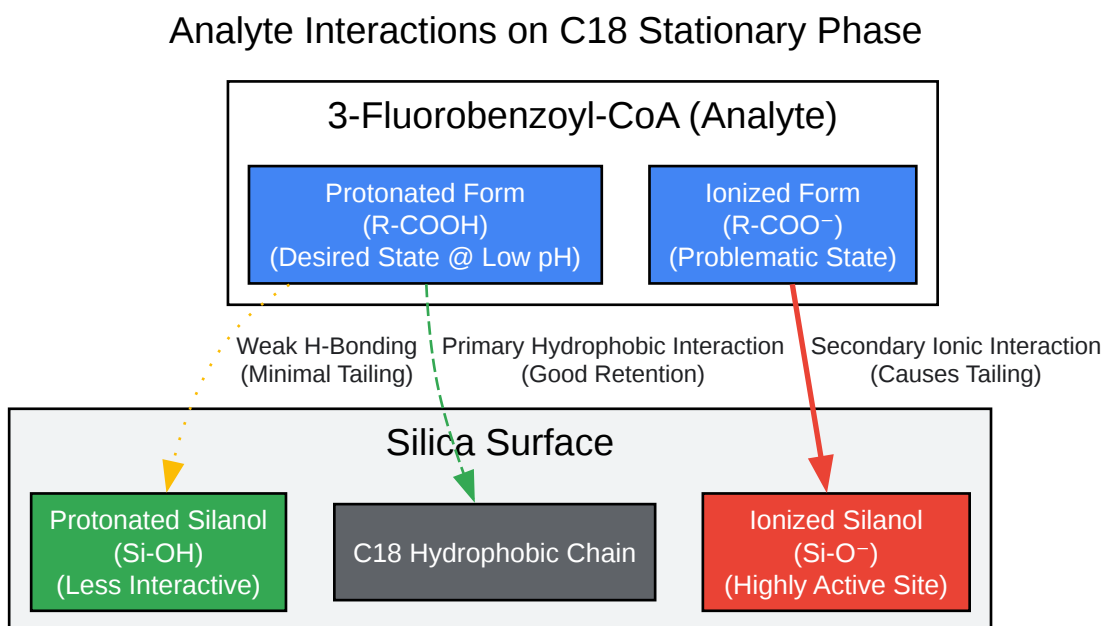 Analyte Interactions on C18 Stationary Phase
3-Fluorobenzoyl-CoA (Analyte)
Protonated Form
(R-COOH)
(Desired State @ Low pH)
Ionized Form
(R-COO⁻)
(Problematic State)
Weak H-Bonding
(Minimal Tailing)
Primary Hydrophobic Interaction
(Good Retention)
Secondary Ionic Interaction
(Causes Tailing)
Silica Surface
Protonated Silanol
(Si-OH)
(Less Interactive)
C18 Hydrophobic Chain
Ionized Silanol
(Si-O⁻)
(Highly Active Site)